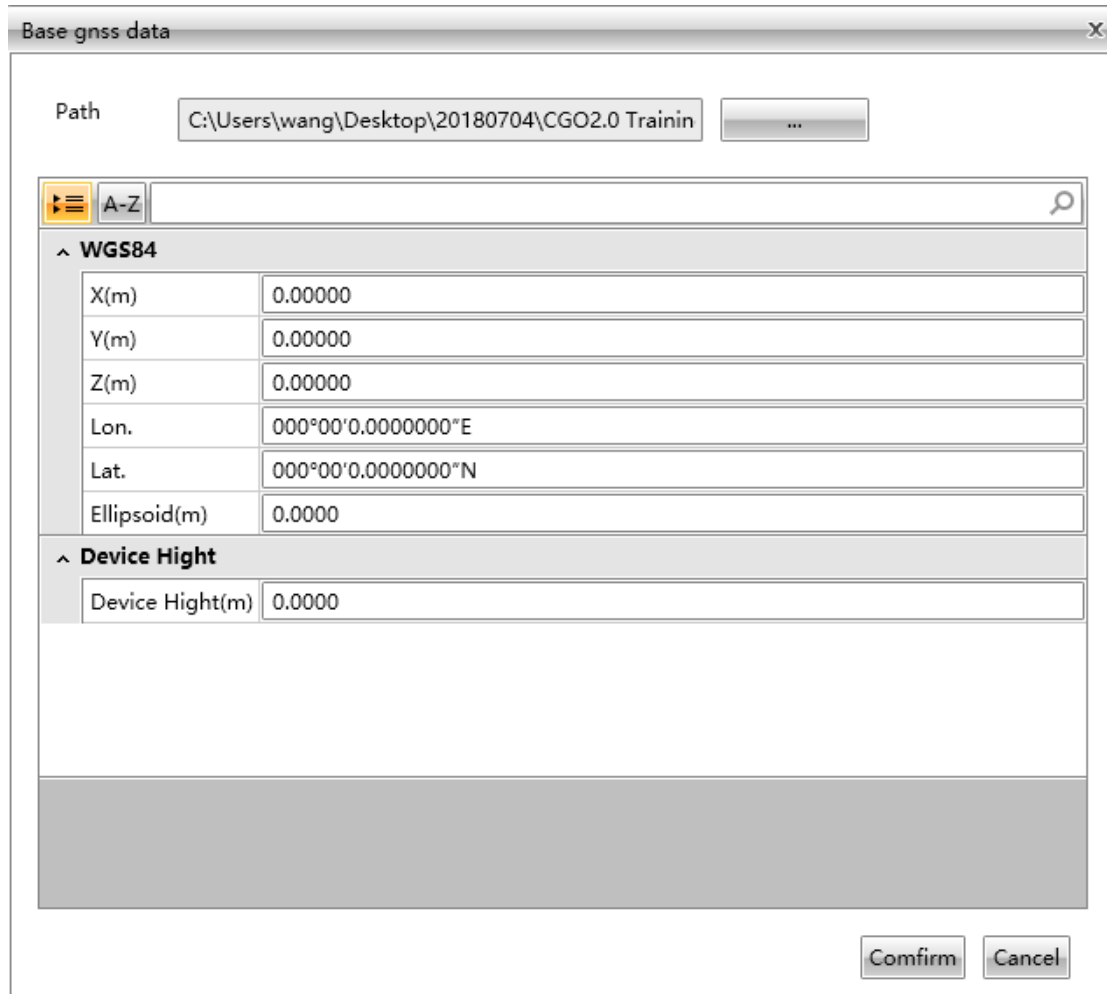 Base gnss data x
Path C:\Users\wang\Desktop\20180704\CGO2.0 Trainin ...
A-Z
WGS84
X(m) 0.00000
Y(m) 0.00000
Z(m) 0.00000
Lon. 000°00'0.0000000"E
Lat. 000°00'0.0000000"N
Ellipsoid(m) 0.0000
Device Hight
Device Hight(m) 0.0000
Comfirm Cancel